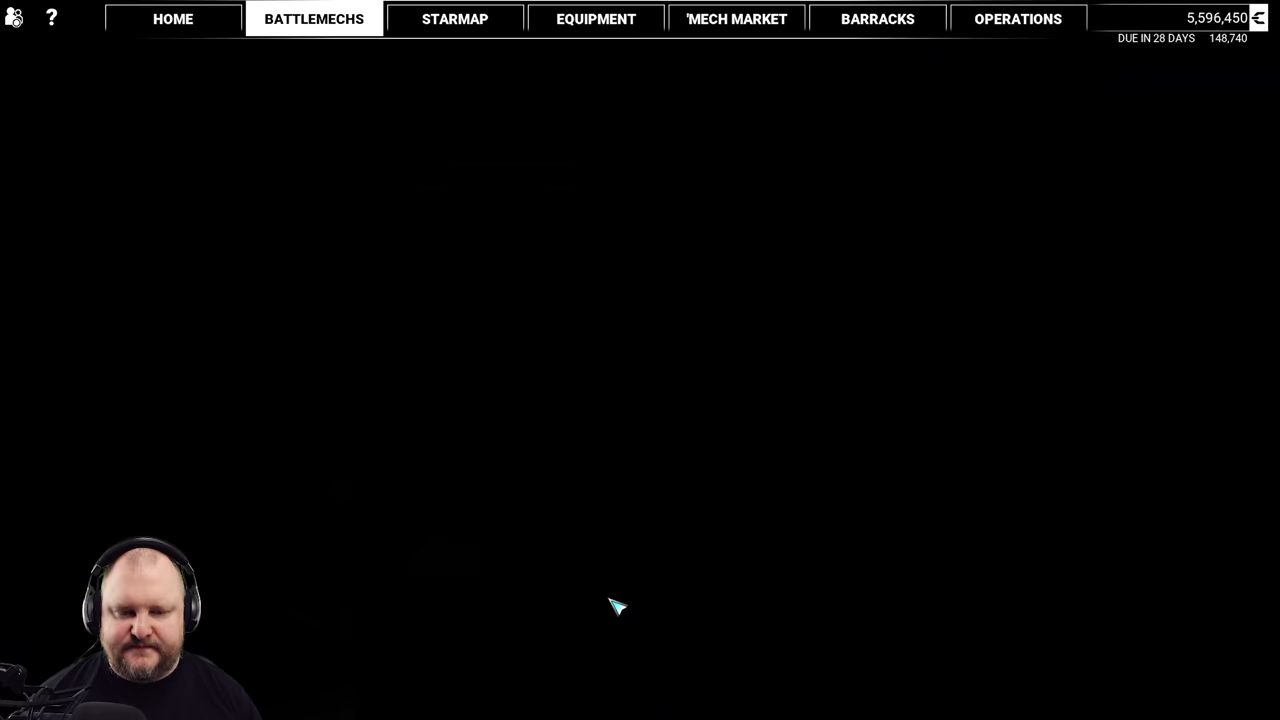 ?
HOME
BATTLEMECHS
STARMAP
EQUIPMENT
'MECH MARKET
BARRACKS
OPERATIONS
5,596,450
DUE IN 28 DAYS 148,740